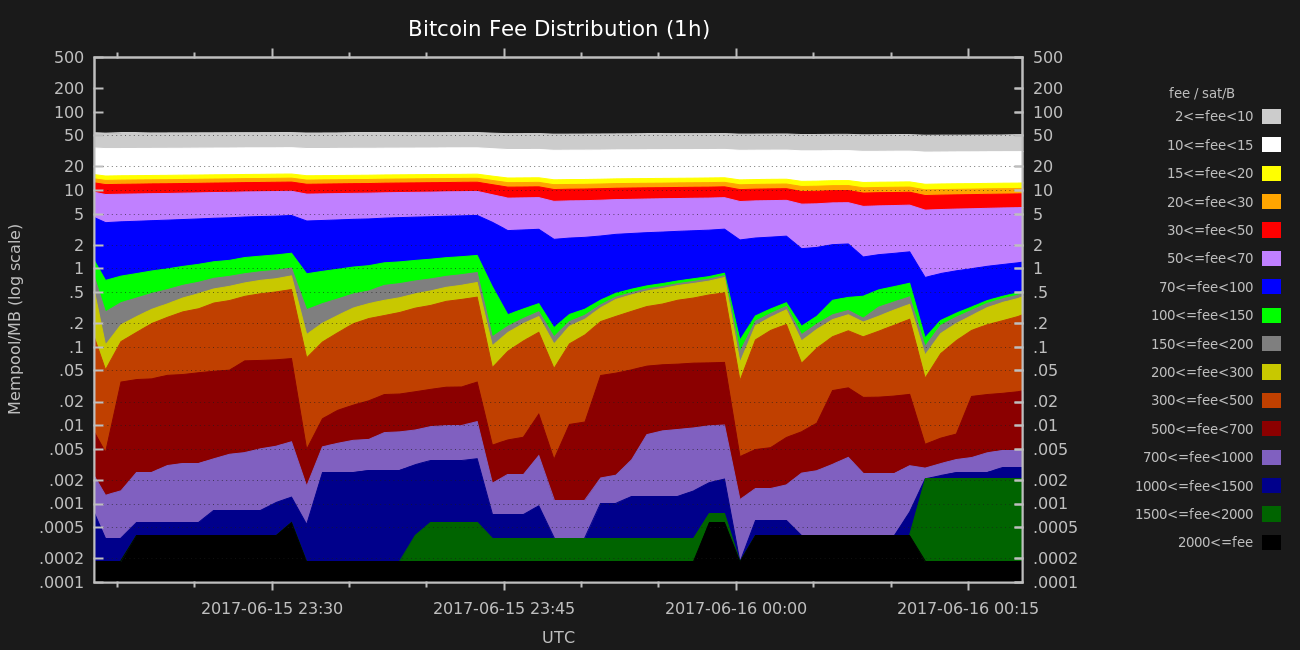 Bitcoin Fee Distribution (1h)
Mempool/MB (log scale)
500
200
100
50
20
10
5
2
1
.5
.2
.1
.05
.02
.01
.005
.002
.001
.0005
.0002
.0001
500
200
100
50
20
10
5
2
1
.5
.2
.1
.05
.02
.01
.005
.002
.001
.0005
.0002
.0001
2017-06-15 23:30
2017-06-15 23:45
2017-06-16 00:00
2017-06-16 00:15
UTC
fee / sat/B
2<=fee<10
10<=fee<15
15<=fee<20
20<=fee<30
30<=fee<50
50<=fee<70
70<=fee<100
100<=fee<150
150<=fee<200
200<=fee<300
300<=fee<500
500<=fee<700
700<=fee<1000
1000<=fee<1500
1500<=fee<2000
2000<=fee